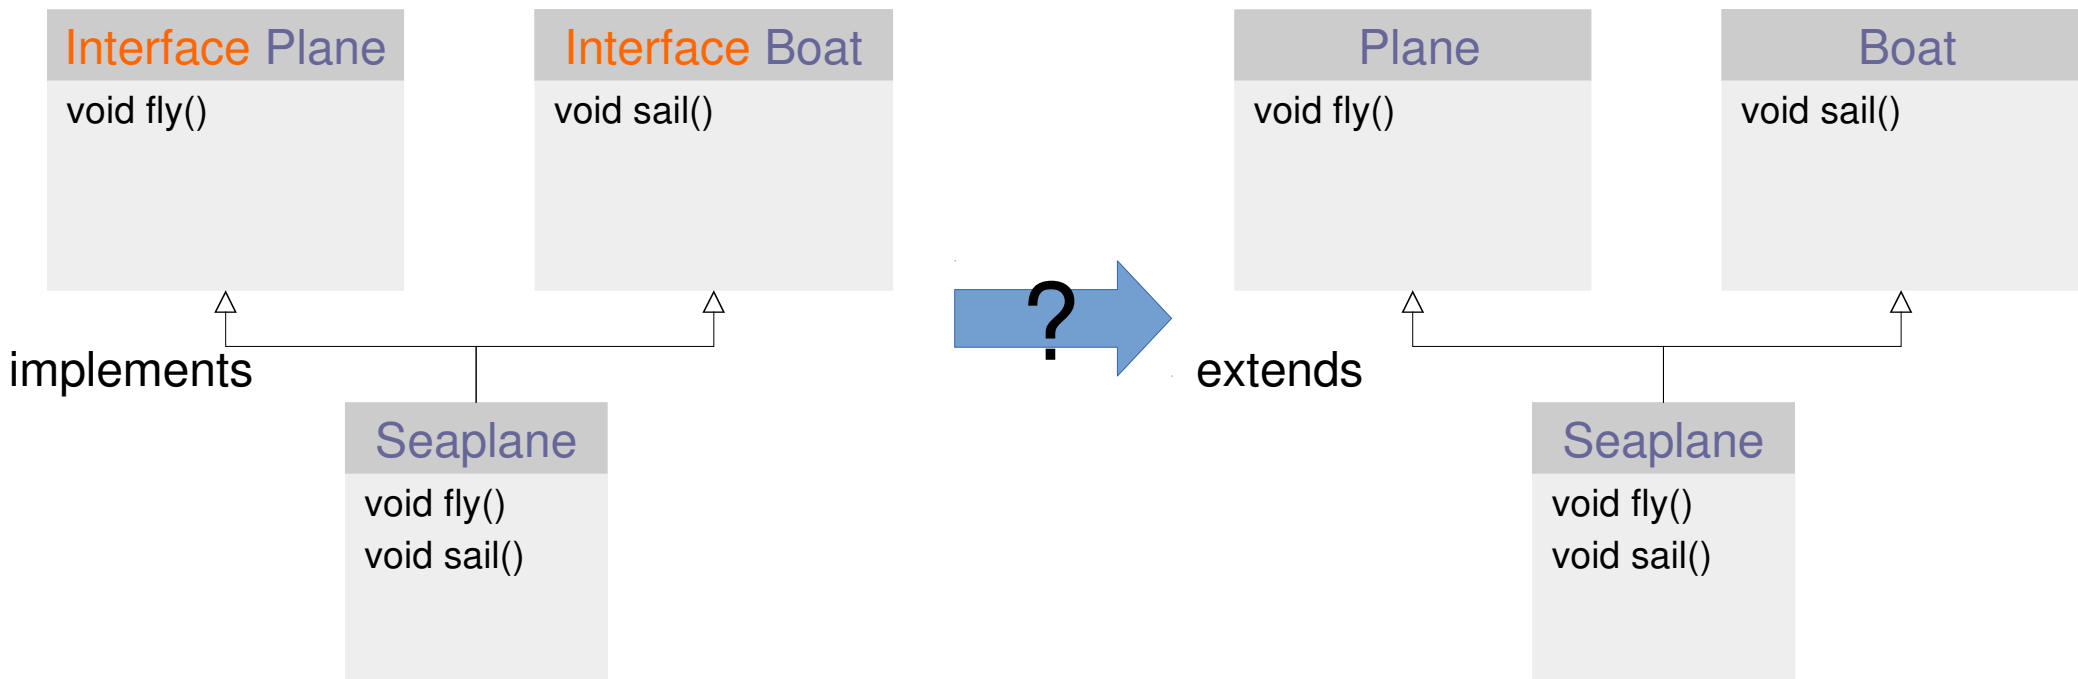 Interface Plane
void fly()
Interface Boat
void sail()
implements
Seaplane
void fly()
void sail()
?
Plane
void fly()
Boat
void sail()
extends
Seaplane
void fly()
void sail()